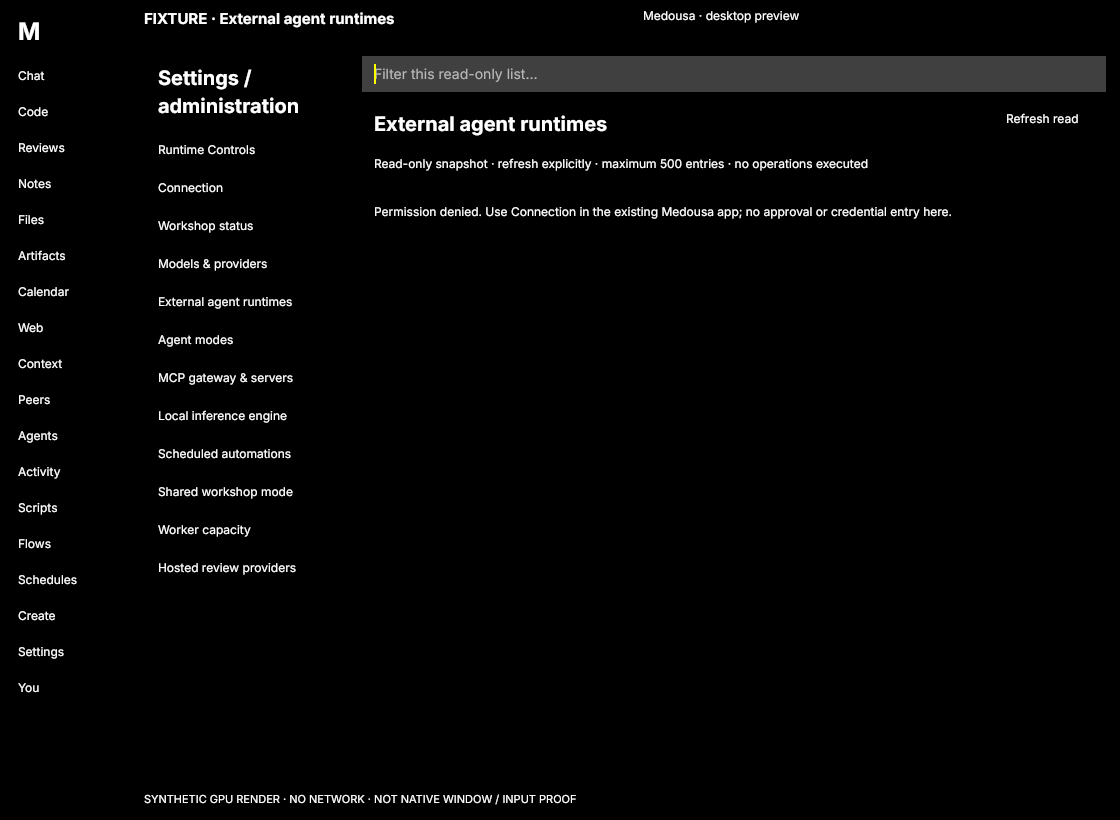 M
FIXTURE · External agent runtimes
Medousa · desktop preview
Chat
Code
Reviews
Notes
Files
Artifacts
Calendar
Web
Context
Peers
Agents
Activity
Scripts
Flows
Schedules
Create
Settings
You
Settings /
administration
Runtime Controls
Connection
Workshop status
Models & providers
External agent runtimes
Agent modes
MCP gateway & servers
Local inference engine
Scheduled automations
Shared workshop mode
Worker capacity
Hosted review providers
Filter this read-only list...
External agent runtimes
Refresh read
Read-only snapshot · refresh explicitly · maximum 500 entries · no operations executed
Permission denied. Use Connection in the existing Medousa app; no approval or credential entry here.
SYNTHETIC GPU RENDER · NO NETWORK · NOT NATIVE WINDOW / INPUT PROOF